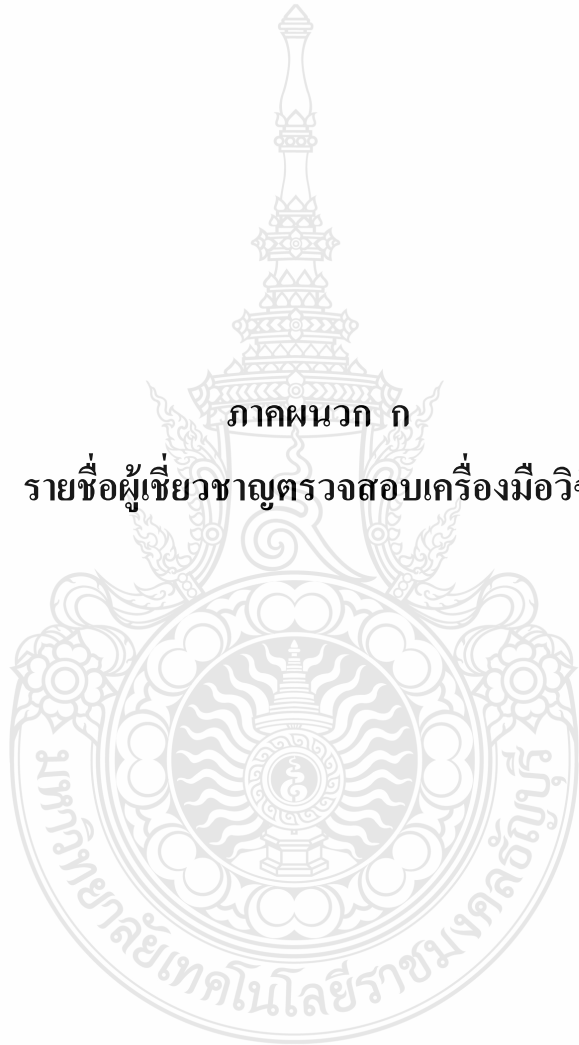 ภาคผนวก ก
รายชื่อผู้เชี่ยวชาญตรวจสอบเครื่องมือ
มหาวิทยาลัยเทคโนโลยีราชมงคลธัญบุรี